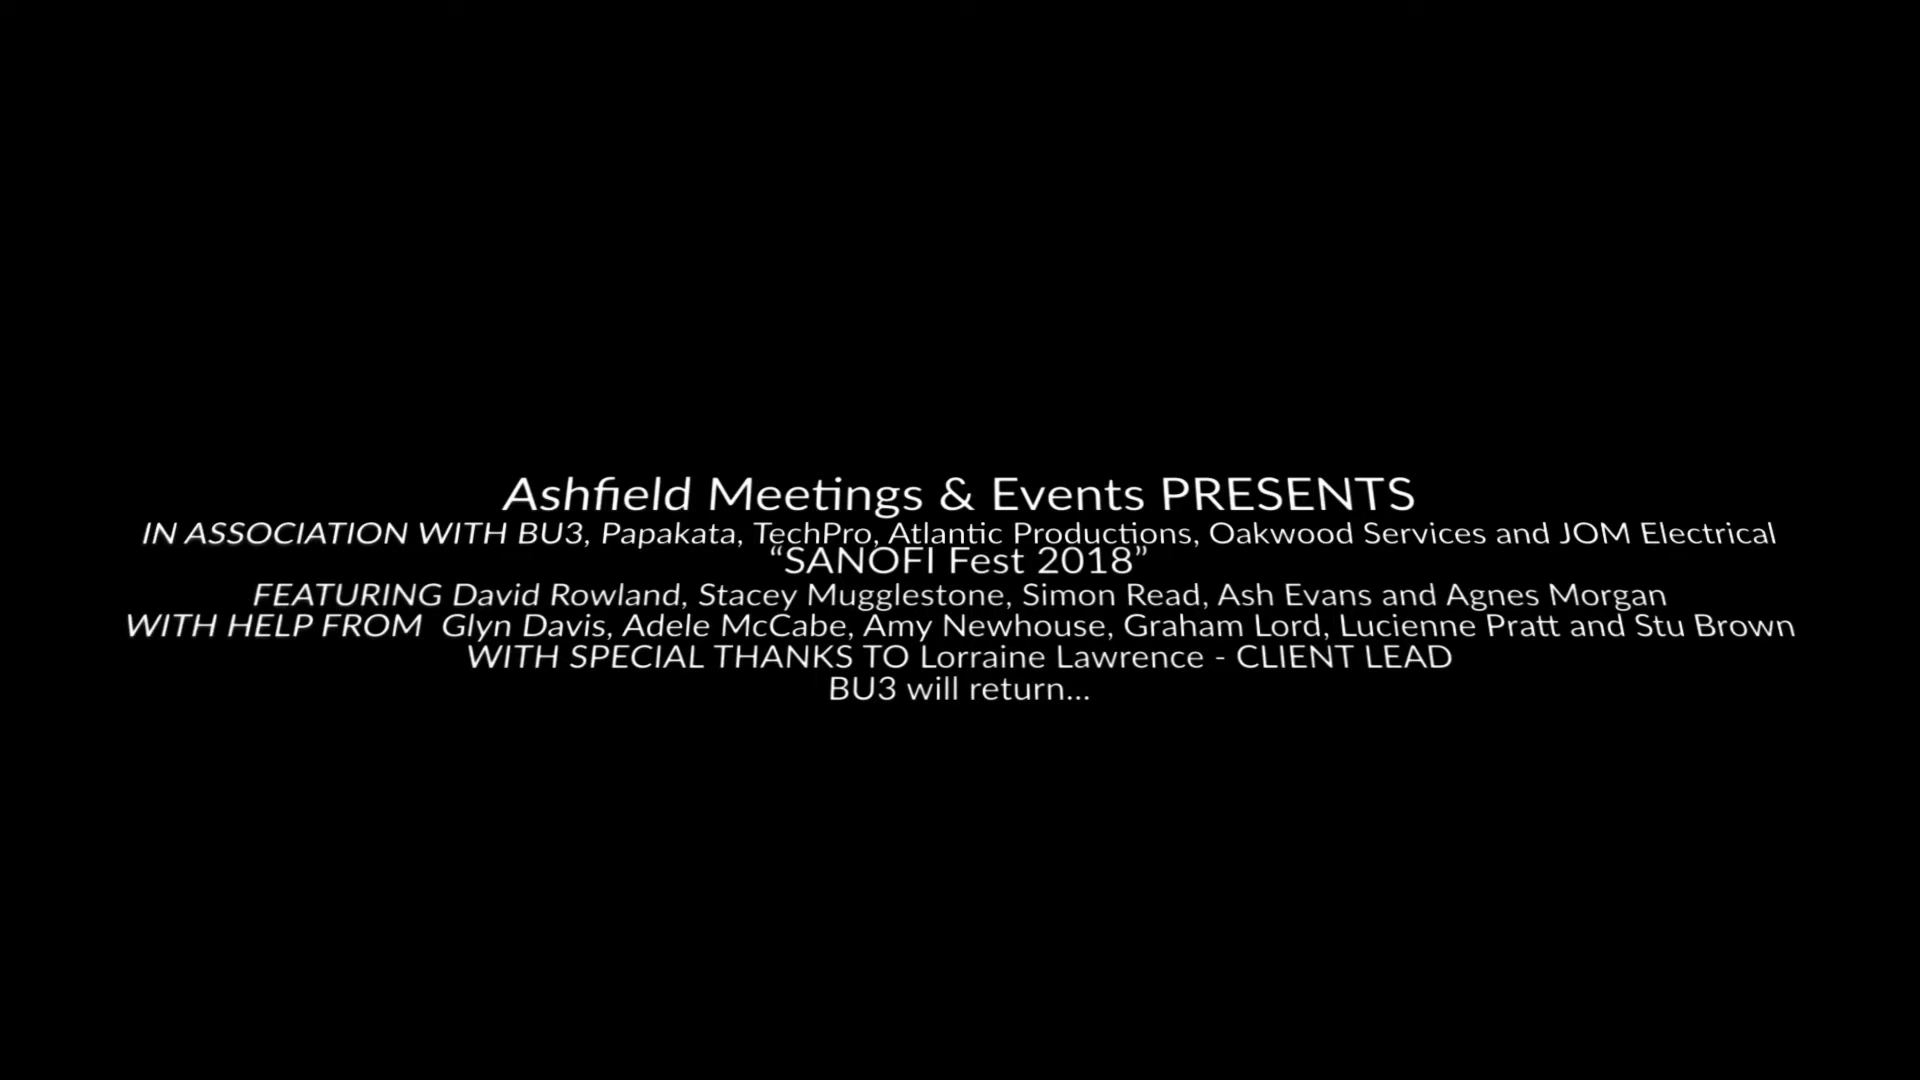 Ashfield Meetings & Events PRESENTS
IN ASSOCIATION WITH BU3, Papakata, TechPro, Atlantic Productions, Oakwood Services and JOM Electrical
“SANOFI Fest 2018”
FEATURING David Rowland, Stacey Mugglestone, Simon Read, Ash Evans and Agnes Morgan
WITH HELP FROM  Glyn Davis, Adele McCabe, Amy Newhouse, Graham Lord, Lucienne Pratt and Stu Brown
WITH SPECIAL THANKS TO Lorraine Lawrence - CLIENT LEAD
BU3 will return...